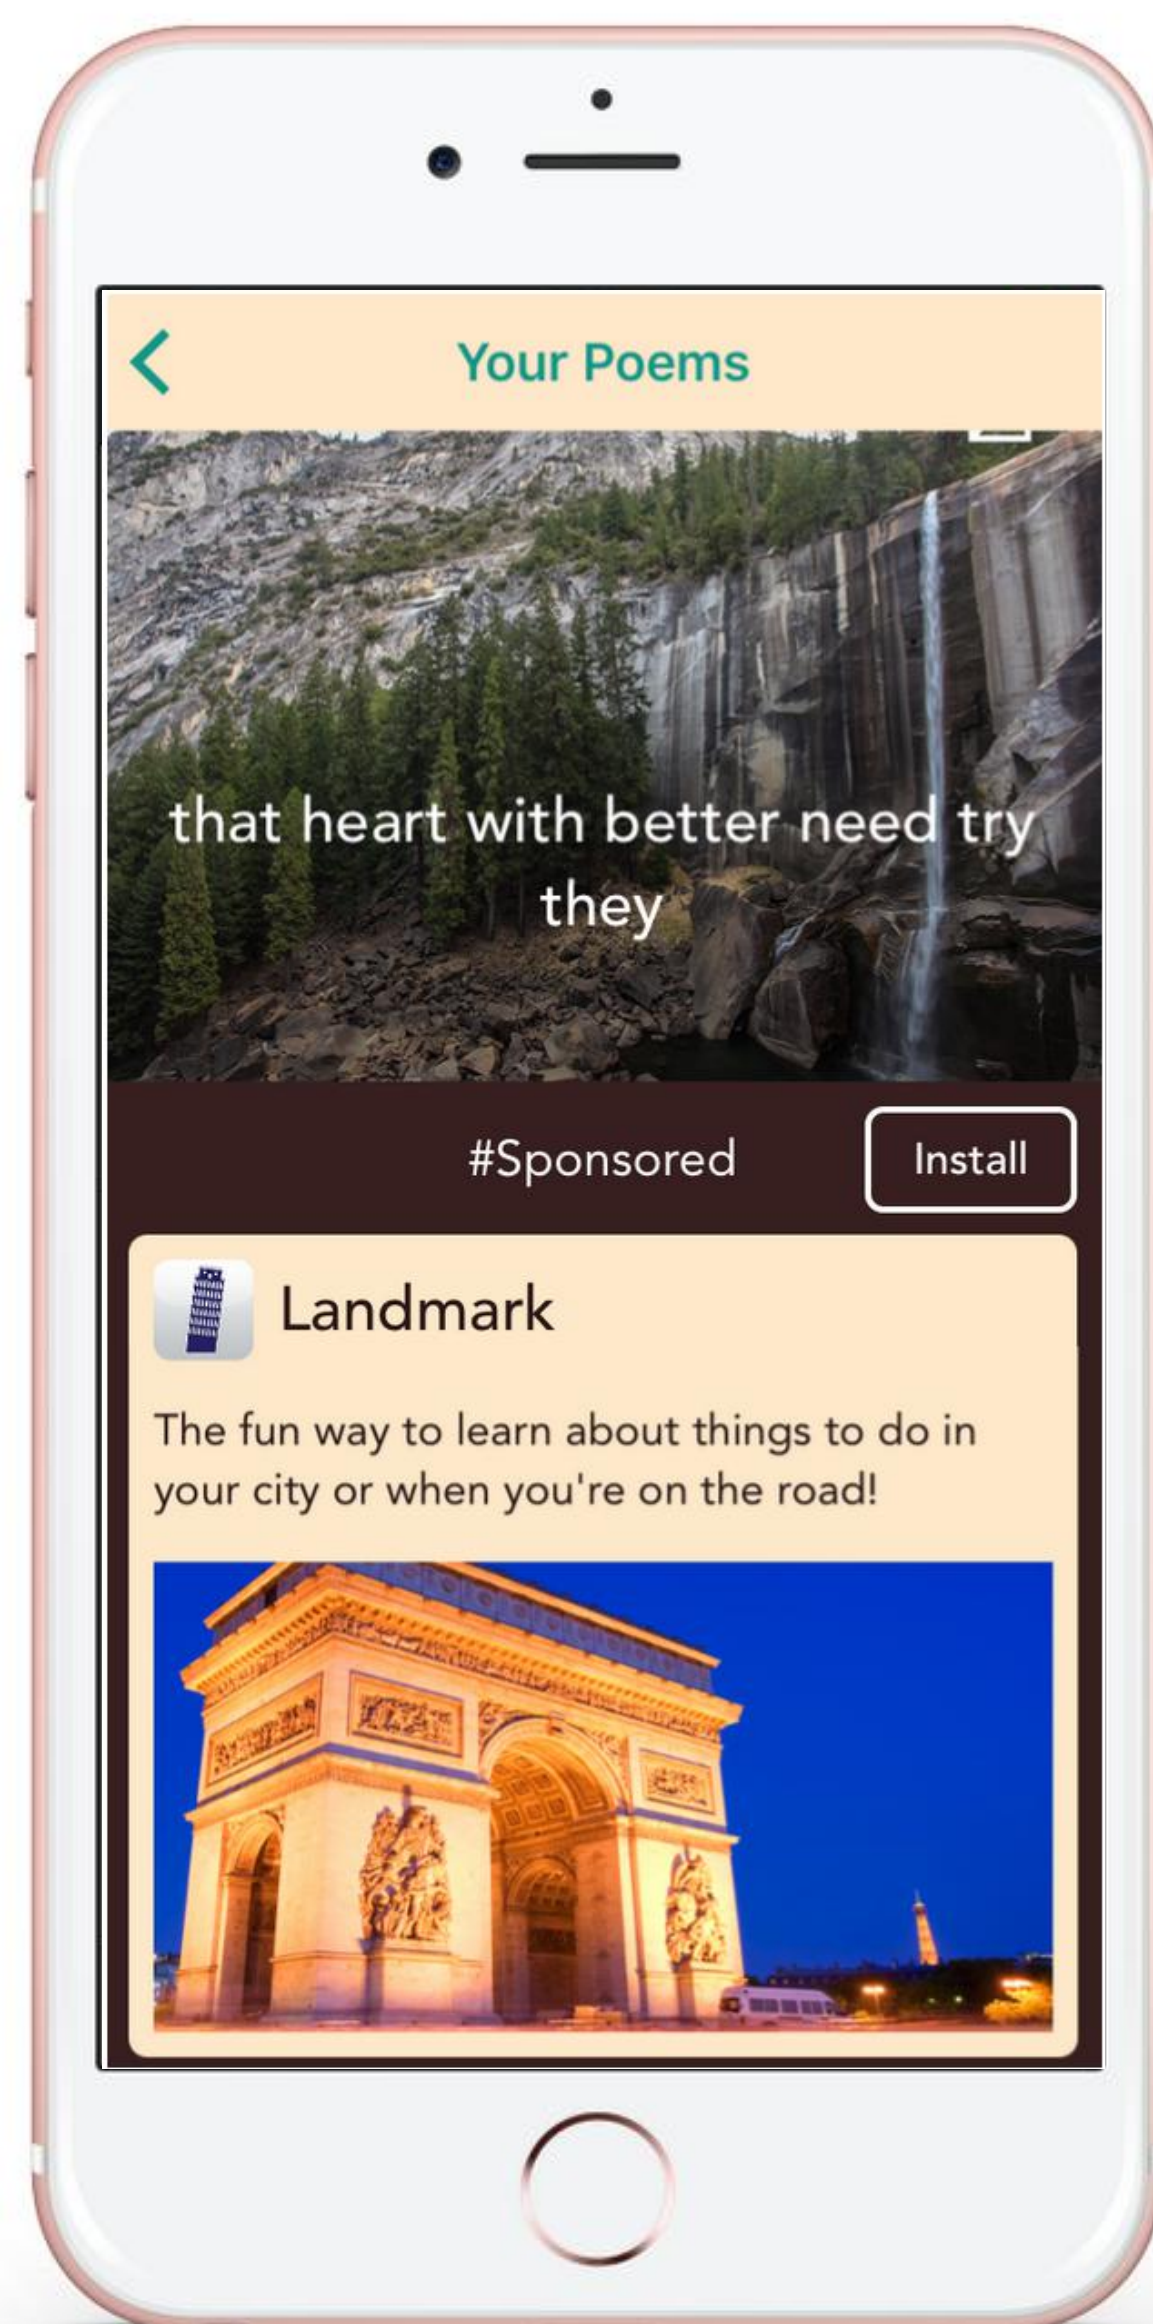 Your Poems
that heart with better need try
they
#Sponsored
Install
Landmark
The fun way to learn about things to do in
your city or when you're on the road!